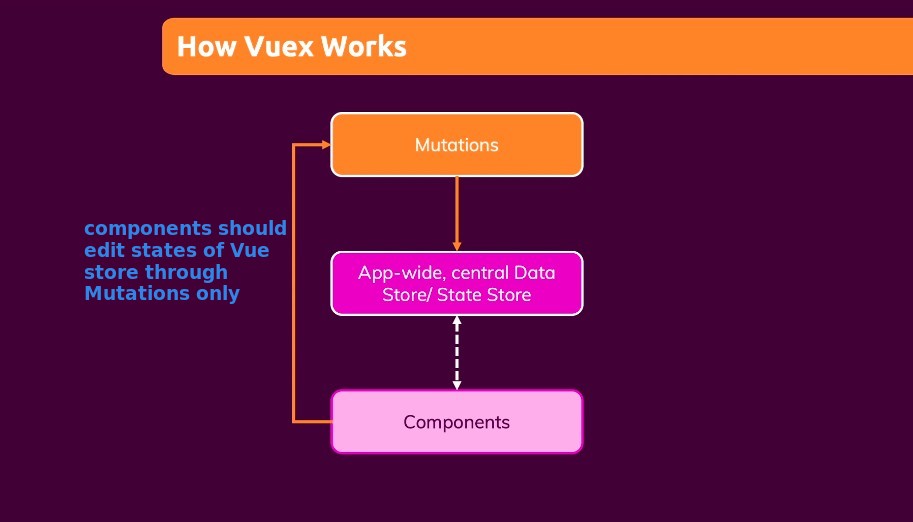 How Vuex Works
Mutations
components should
edit states of Vue
store through
Mutations only
App-wide, central Data
Store/ State Store
Components